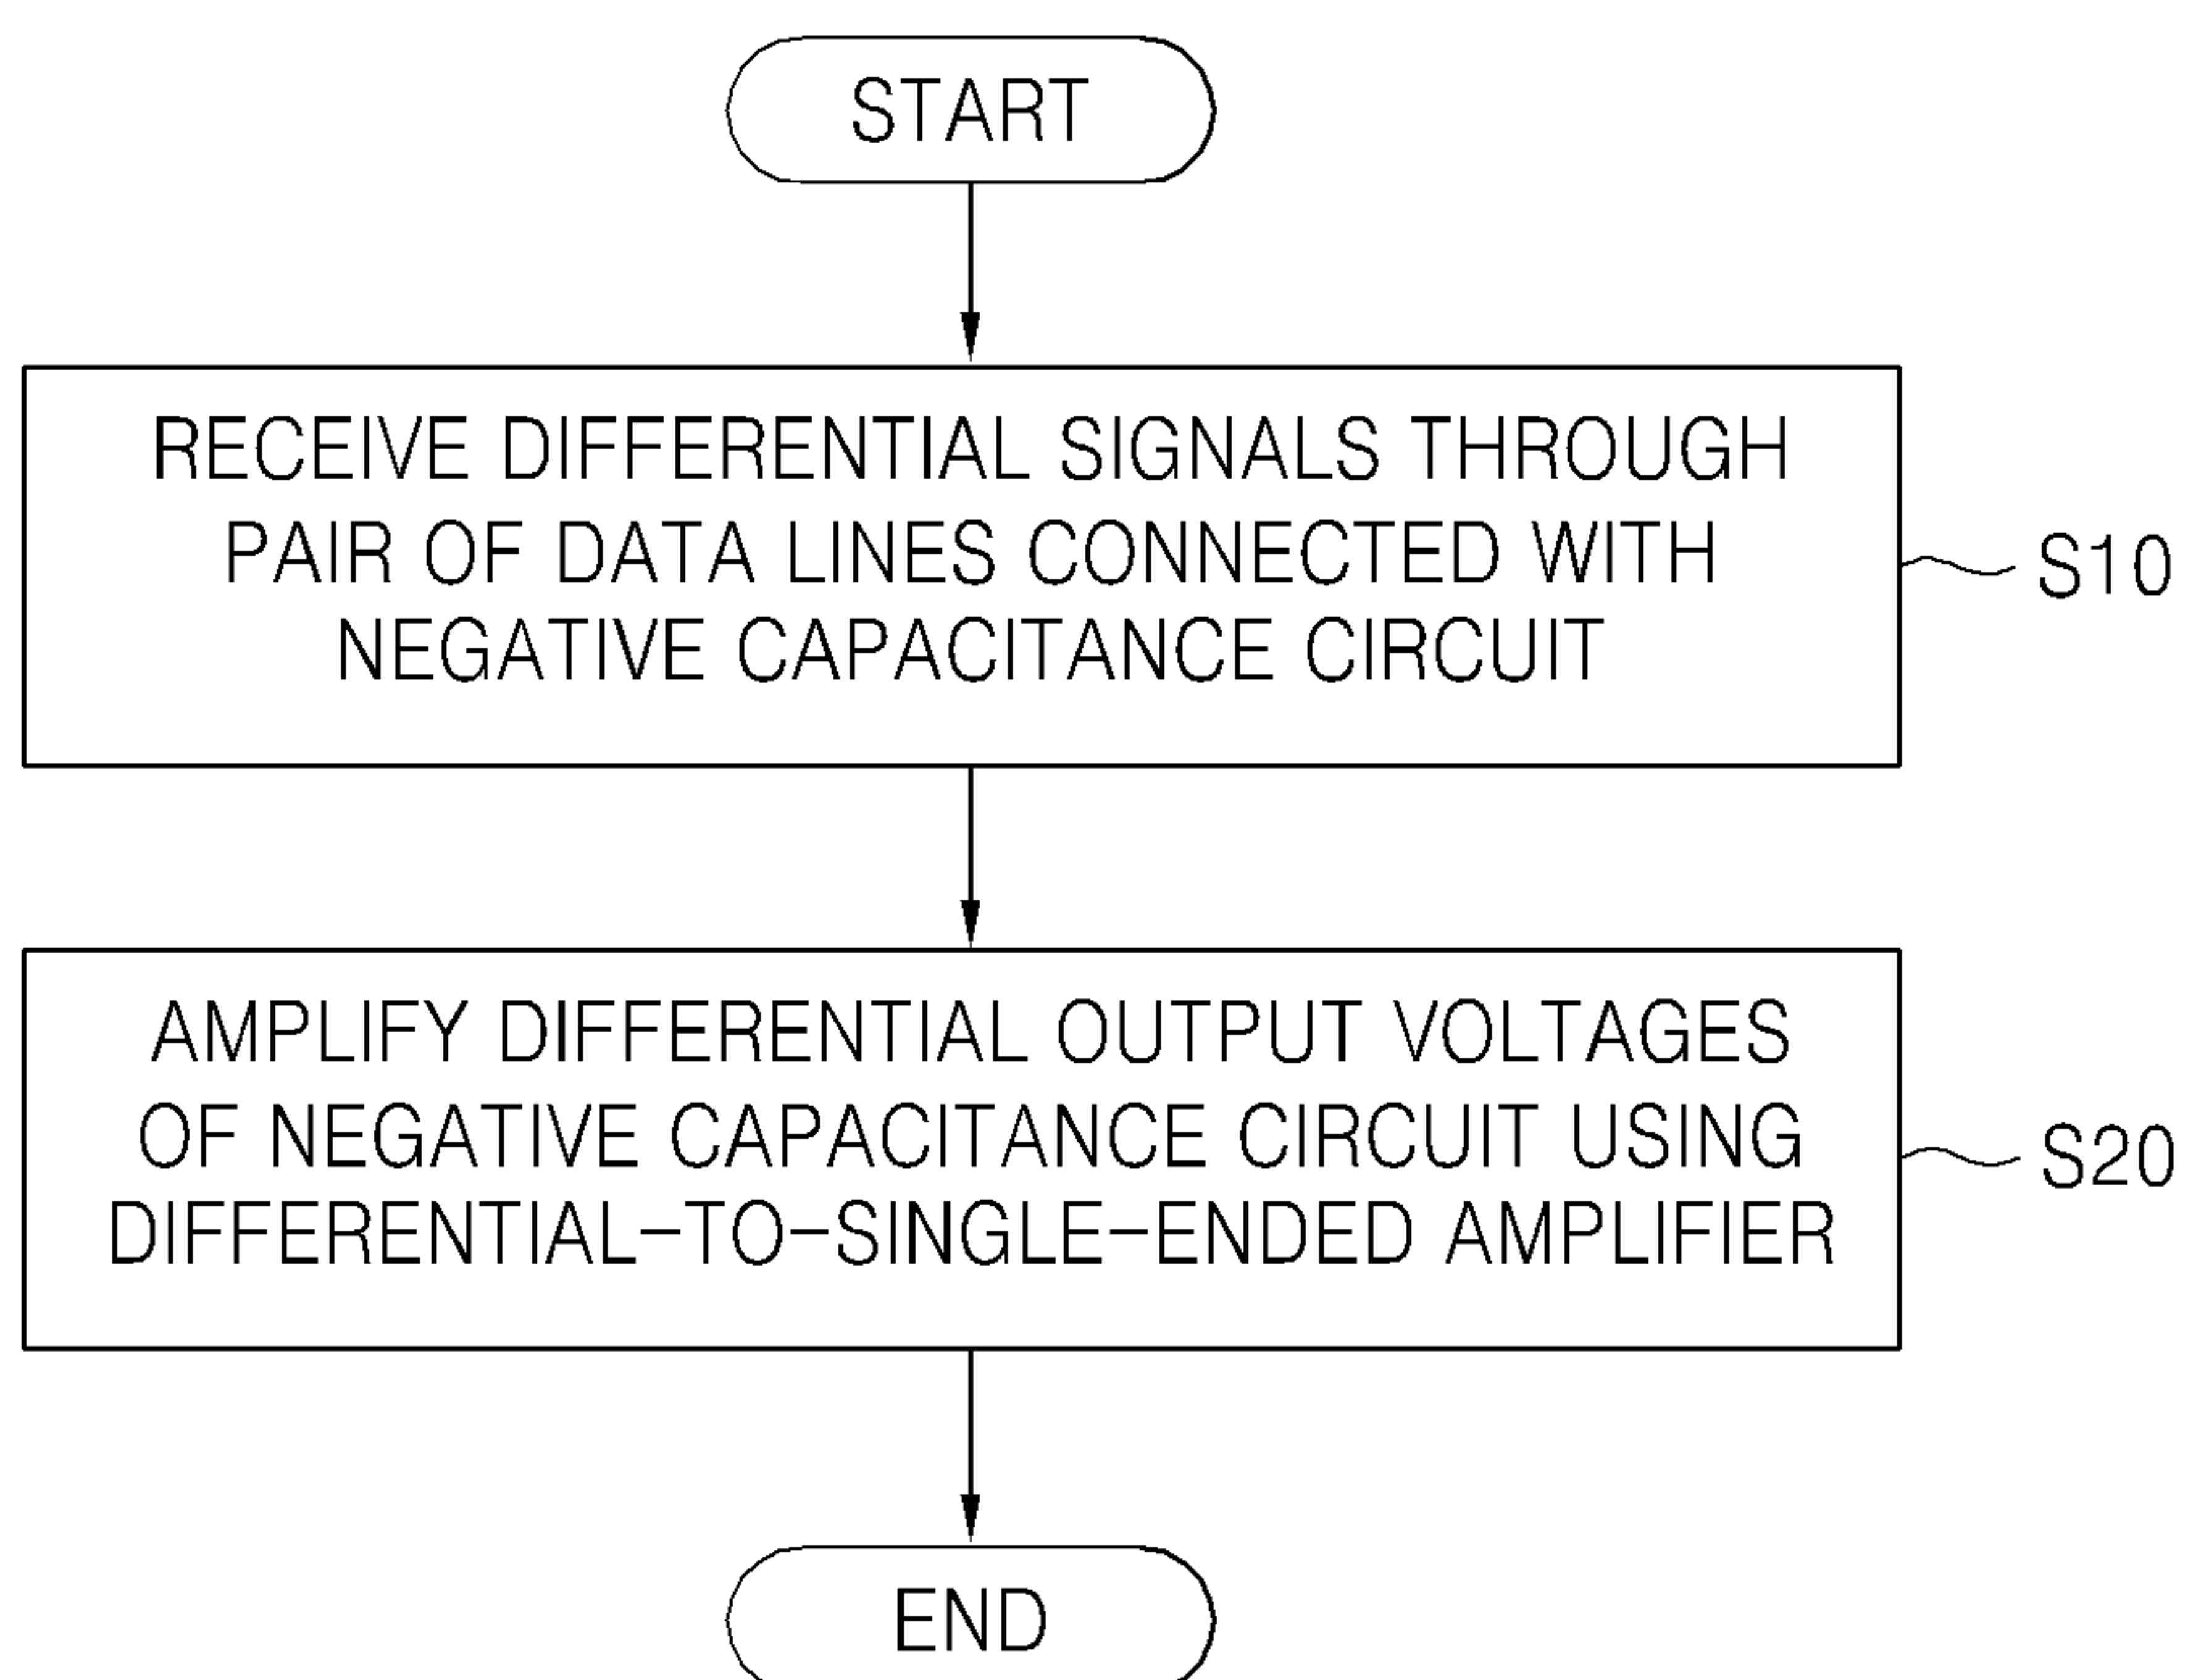 START
RECEIVE DIFFERENTIAL SIGNALS THROUGH
PAIR OF DATA LINES CONNECTED WITH
NEGATIVE CAPACITANCE CIRCUIT
S10
AMPLIFY DIFFERENTIAL OUTPUT VOLTAGES
OF NEGATIVE CAPACITANCE CIRCUIT USING
DIFFERENTIAL-TO-SINGLE-ENDED AMPLIFIER
S20
END